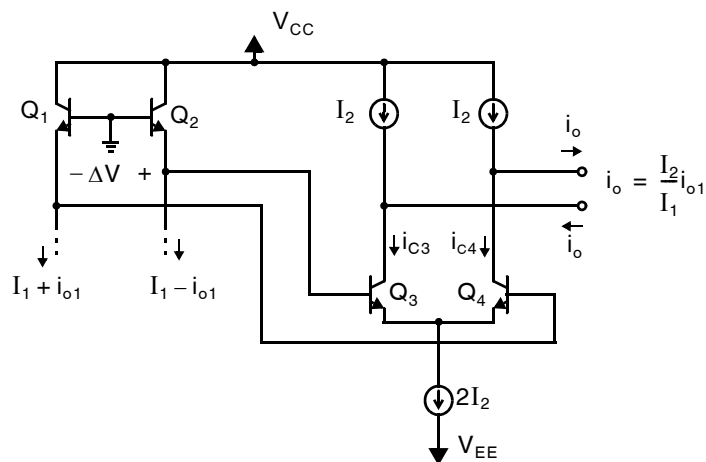 V_CC
Q_1
Q_2
I_2
I_2
i_o
i_o = I_2/I_1 i_o1
− ΔV +
i_o
i_C3
i_C4
I_1 + i_o1
I_1 − i_o1
Q_3
Q_4
2I_2
V_EE